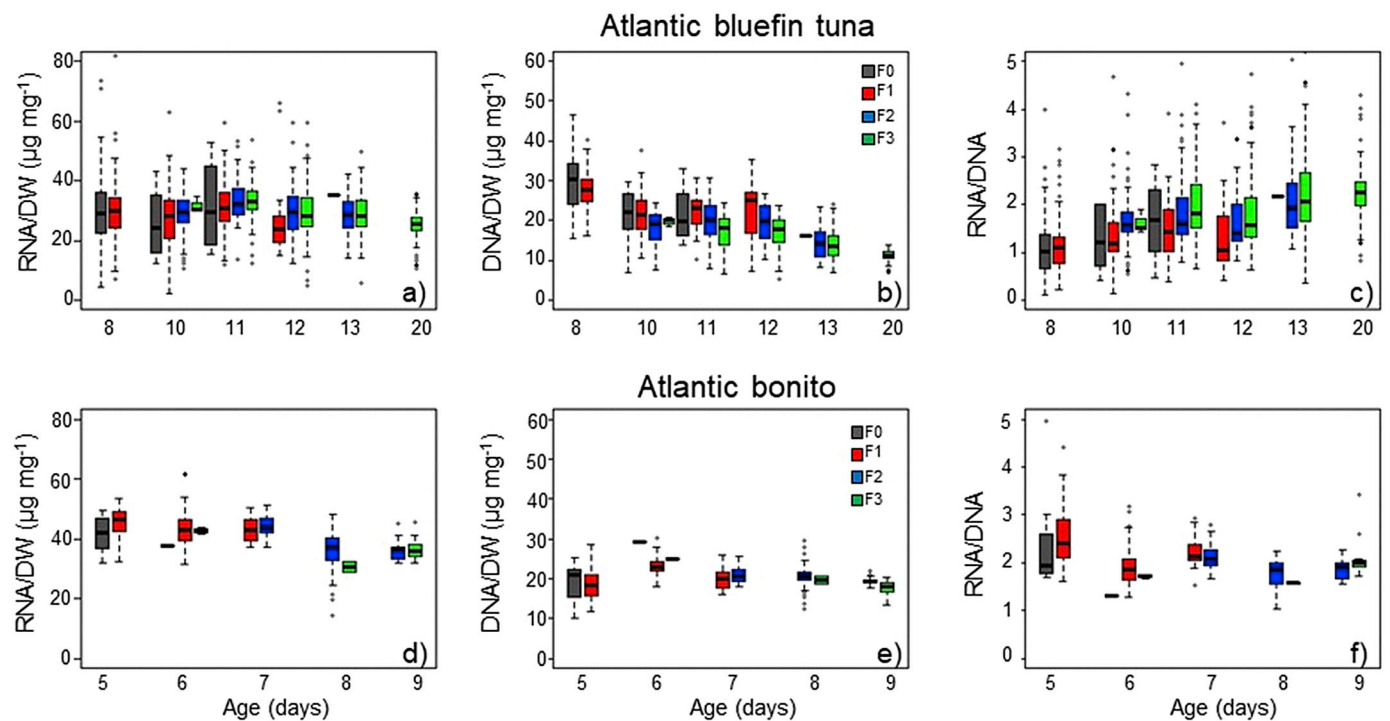 Atlantic bluefin tuna
RNA/DW (µg mg-1)
80
60
40
20
0
a)
8 10 11 12 13 20
DNA/DW (µg mg-1)
60
50
40
30
20
10
0
F0
F1
F2
F3
b)
8 10 11 12 13 20
RNA/DNA
5
4
3
2
1
0
c)
8 10 11 12 13 20
Atlantic bonito
RNA/DW (µg mg-1)
80
60
40
20
0
d)
5 6 7 8 9
Age (days)
DNA/DW (µg mg-1)
60
50
40
30
20
10
0
F0
F1
F2
F3
e)
5 6 7 8 9
Age (days)
RNA/DNA
5
4
3
2
1
0
f)
5 6 7 8 9
Age (days)